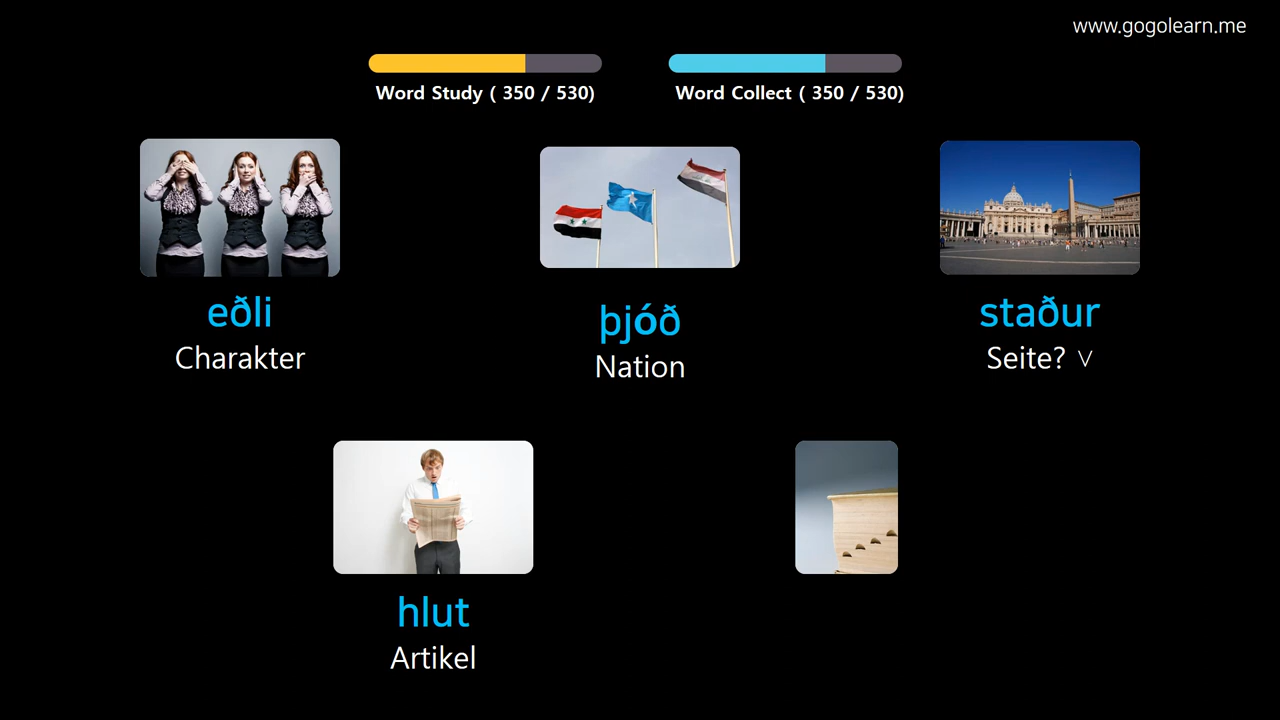 www.gogolearn.me
Word Study ( 350 / 530)
Word Collect ( 350 / 530)
eðli
Charakter
þjóð
Nation
staður
Seite? ∨
hlut
Artikel